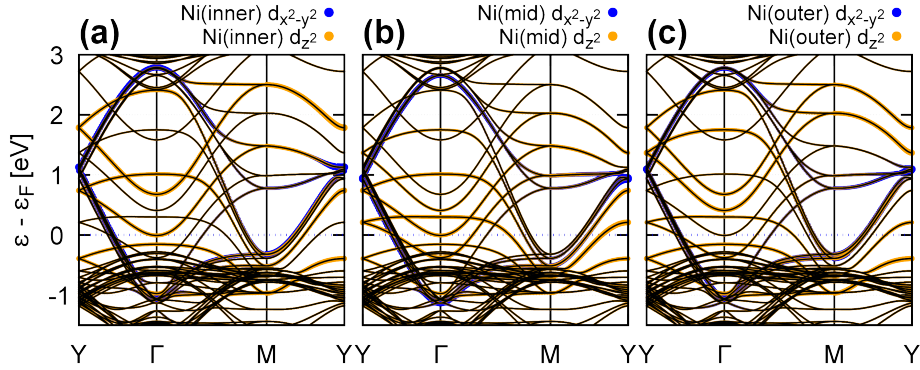 Ni(inner) dx²-y² Ni(mid) dx²-y² Ni(outer) dx²-y²
(a) Ni(inner) dz² (b) Ni(mid) dz² (c) Ni(outer) dz²
3
2
1
0
-1
ε - εF [eV]
Y Γ M Y Γ M Y Γ M Y